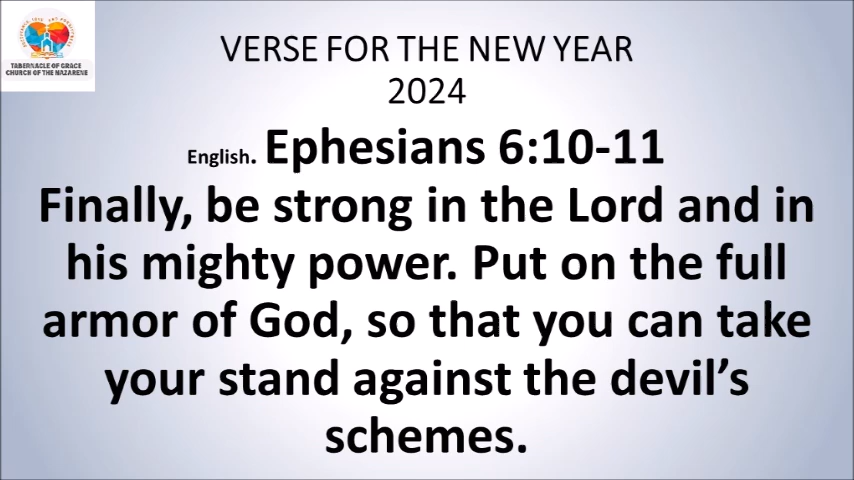 TABERNACLE OF GRACE
CHURCH OF THE NAZARENE
VERSE FOR THE NEW YEAR
2024
English. Ephesians 6:10-11
Finally, be strong in the Lord and in
his mighty power. Put on the full
armor of God, so that you can take
your stand against the devil’s
schemes.